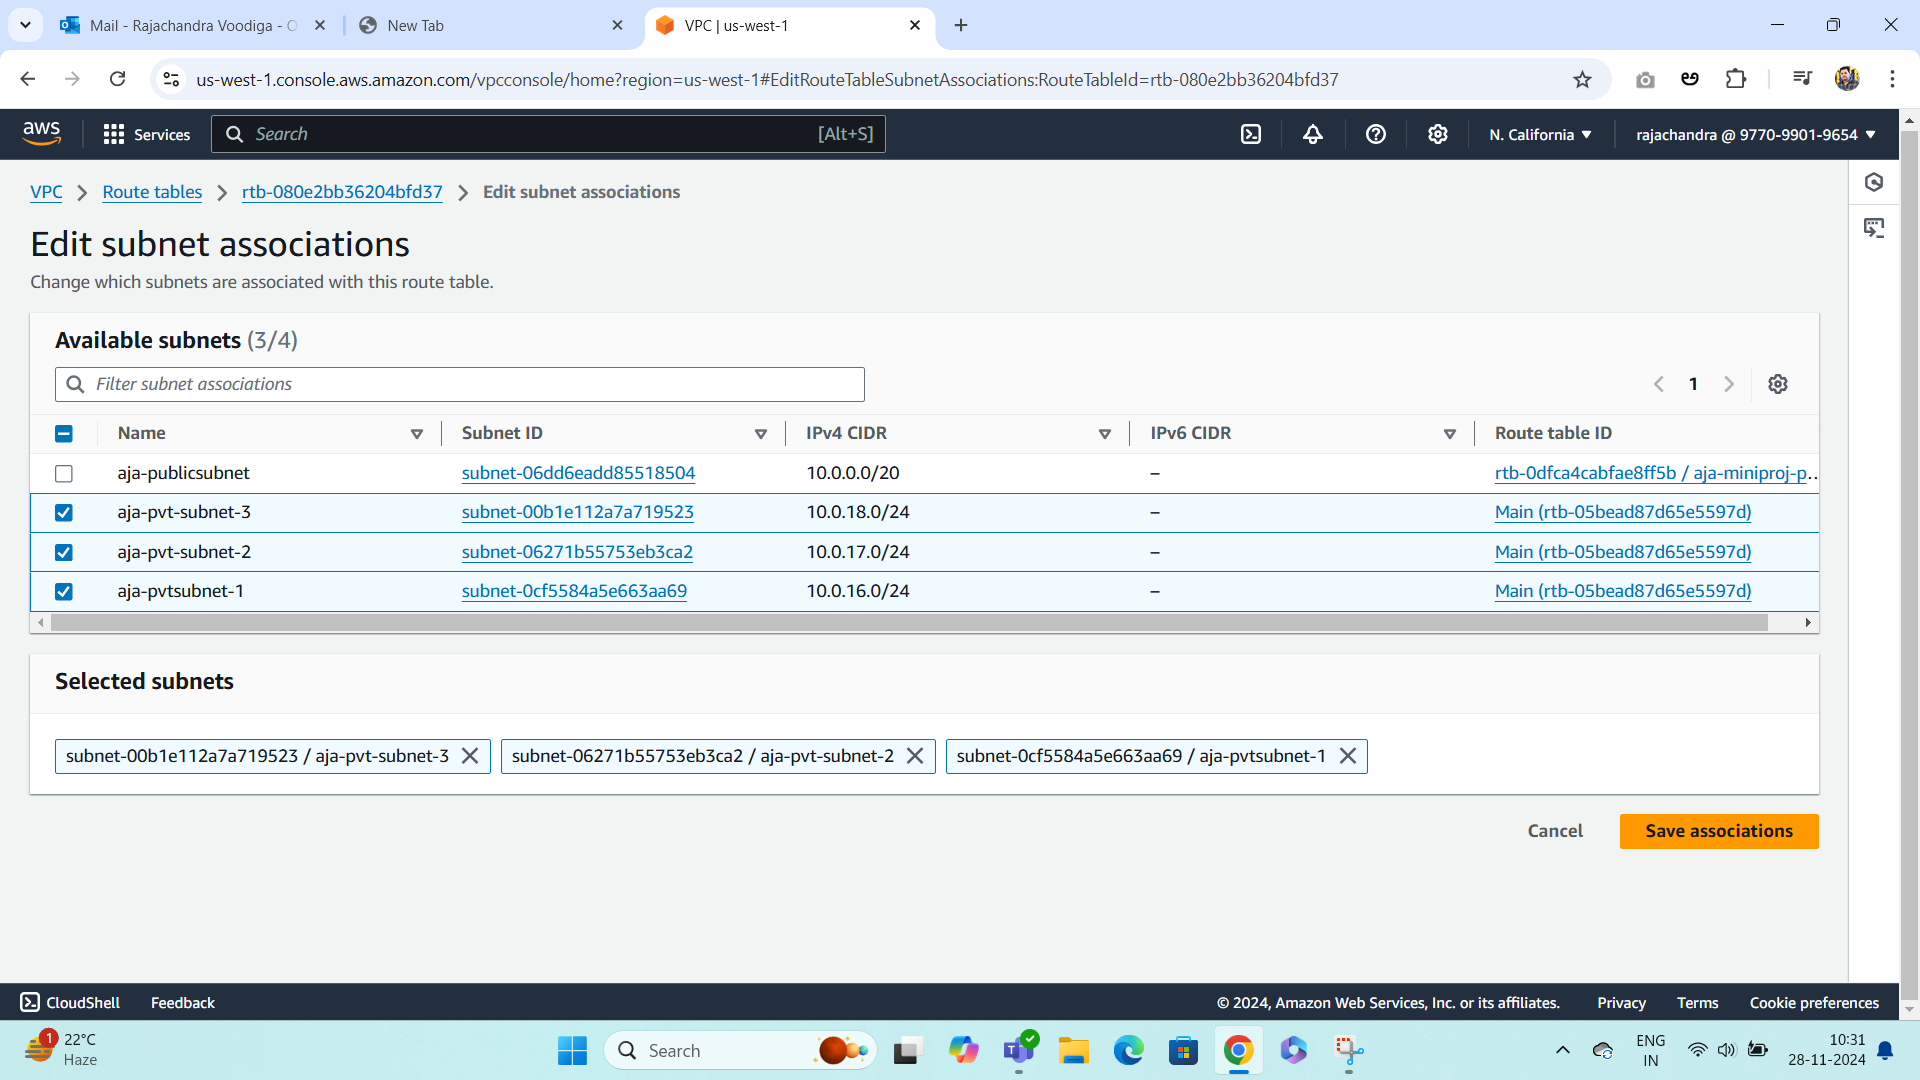 Mail - Rajachandra Voodiga - O
New Tab
VPC | us-west-1
us-west-1.console.aws.amazon.com/vpcconsole/home?region=us-west-1#EditRouteTableSubnetAssociations:RouteTableId=rtb-080e2bb36204bfd37
aws
Services
Search
[Alt+S]
N. California
rajachandra @ 9770-9901-9654
VPC
Route tables
rtb-080e2bb36204bfd37
Edit subnet associations
Edit subnet associations
Change which subnets are associated with this route table.
Available subnets (3/4)
Filter subnet associations
1
Name Subnet ID IPv4 CIDR IPv6 CIDR Route table ID
aja-publicsubnet subnet-06dd6eadd85518504 10.0.0.0/20 – rtb-0dfca4cabfae8ff5b / aja-miniproj-p...
aja-pvt-subnet-3 subnet-00b1e112a7a719523 10.0.18.0/24 – Main (rtb-05bead87d65e5597d)
aja-pvt-subnet-2 subnet-06271b55753eb3ca2 10.0.17.0/24 – Main (rtb-05bead87d65e5597d)
aja-pvtsubnet-1 subnet-0cf5584a5e663aa69 10.0.16.0/24 – Main (rtb-05bead87d65e5597d)
Selected subnets
subnet-00b1e112a7a719523 / aja-pvt-subnet-3
subnet-06271b55753eb3ca2 / aja-pvt-subnet-2
subnet-0cf5584a5e663aa69 / aja-pvtsubnet-1
Cancel
Save associations
CloudShell
Feedback
© 2024, Amazon Web Services, Inc. or its affiliates.
Privacy
Terms
Cookie preferences
1
22°C
Haze
Search
ENG
IN
10:31
28-11-2024